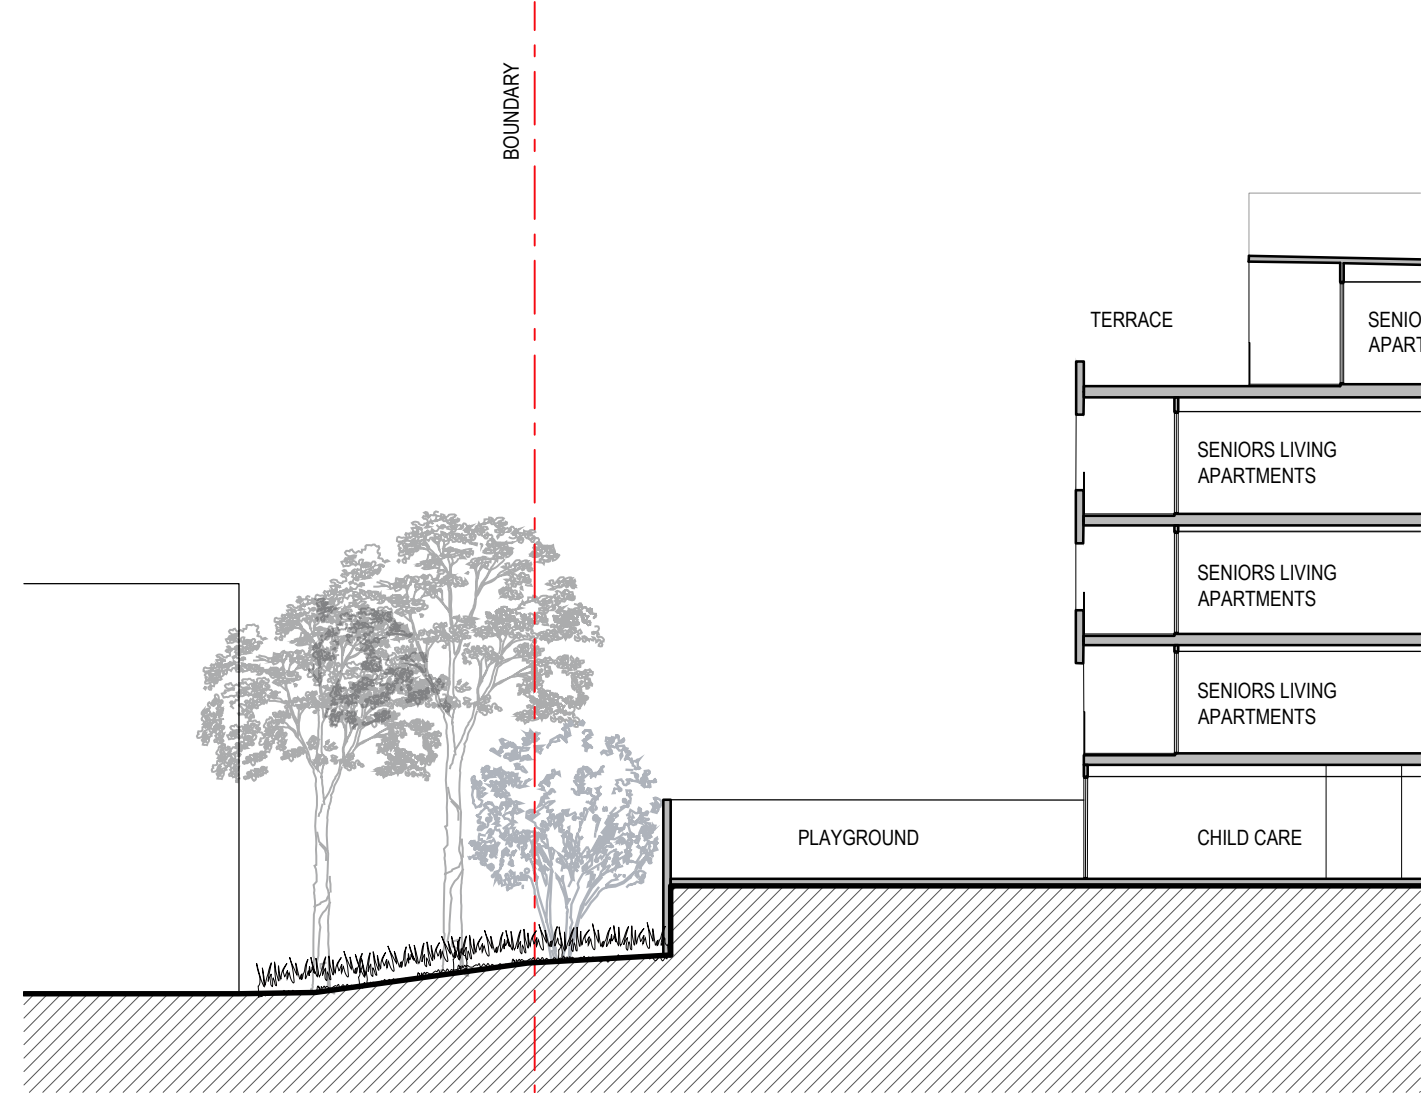 BOUNDARY
TERRACE
SENIO
APART
SENIORS LIVING
APARTMENTS
SENIORS LIVING
APARTMENTS
SENIORS LIVING
APARTMENTS
PLAYGROUND
CHILD CARE